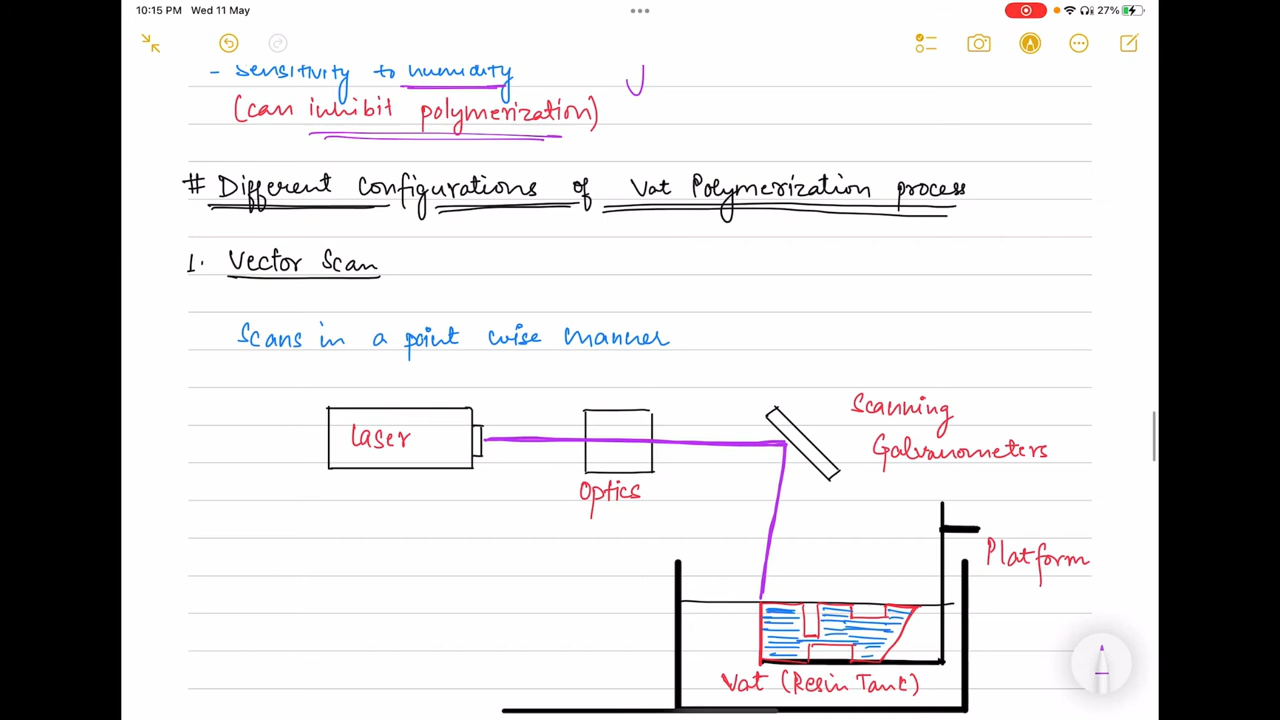 10:15 PM Wed 11 May
27%
- Sensitivity to humidity
(can inhibit polymerization)
# Different Configurations of Vat Polymerization process
1. Vector Scan
Scans in a point wise manner
Laser
Optics
Scanning
Galvanometers
Platform
Vat (Resin Tank)